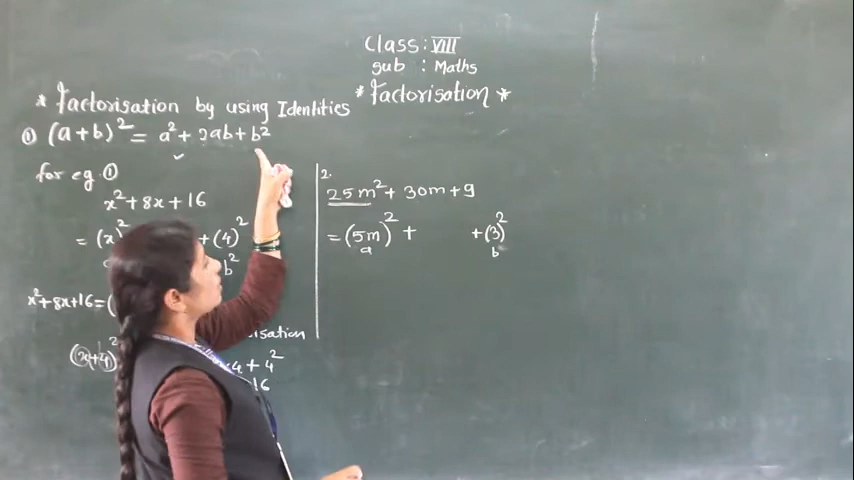 Class: VIII
sub : Maths
* Factorisation *
* Factorisation by using Identities
① (a+b)² = a² + 2ab + b²
for eg ①
x² + 8x + 16
= (x)² + (4)²
b²
x² + 8x + 16 = (
(x+4)²
isation
4 + 4²
16
2.
25m² + 30m + 9
= (5m)² + + (3)²
a b